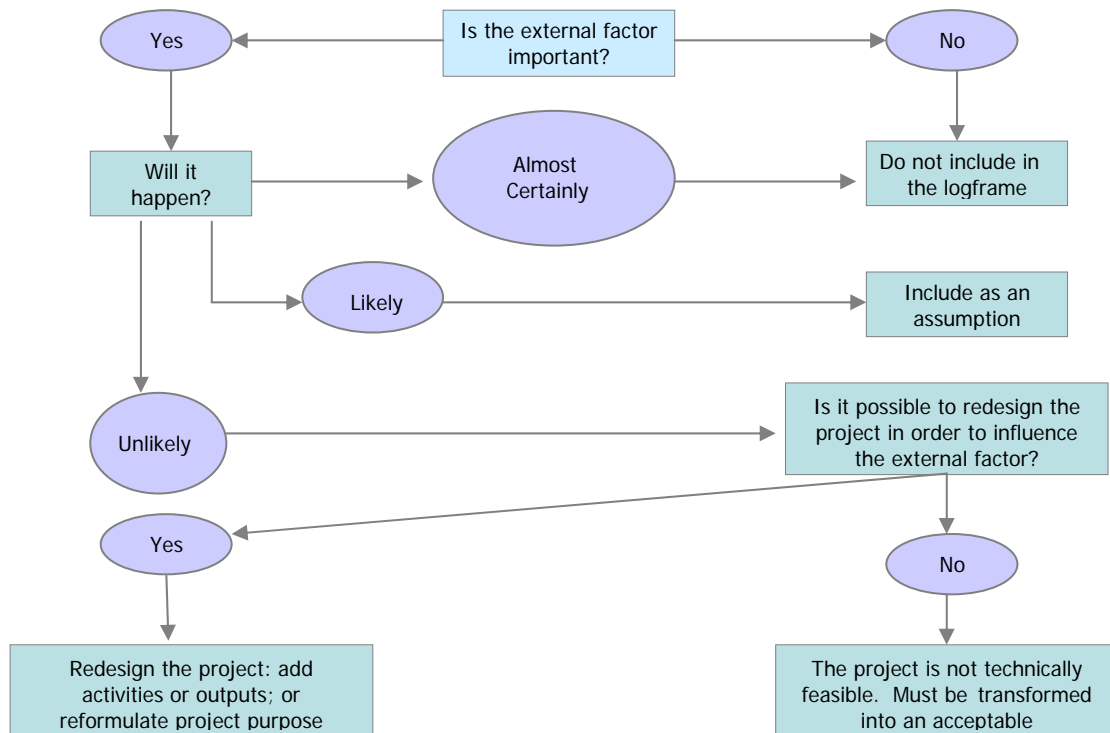 Yes
Is the external factor
important?
No
Will it
happen?
Almost
Certainly
Do not include in
the logframe
Likely
Include as an
assumption
Unlikely
Is it possible to redesign the
project in order to influence
the external factor?
Yes
No
Redesign the project: add
activities or outputs; or
reformulate project purpose
The project is not technically
feasible. Must be transformed
into an acceptable